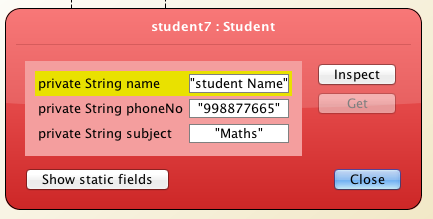 student7 : Student
private String name "student Name"
Inspect
private String phoneNo "998877665"
Get
private String subject "Maths"
Show static fields
Close